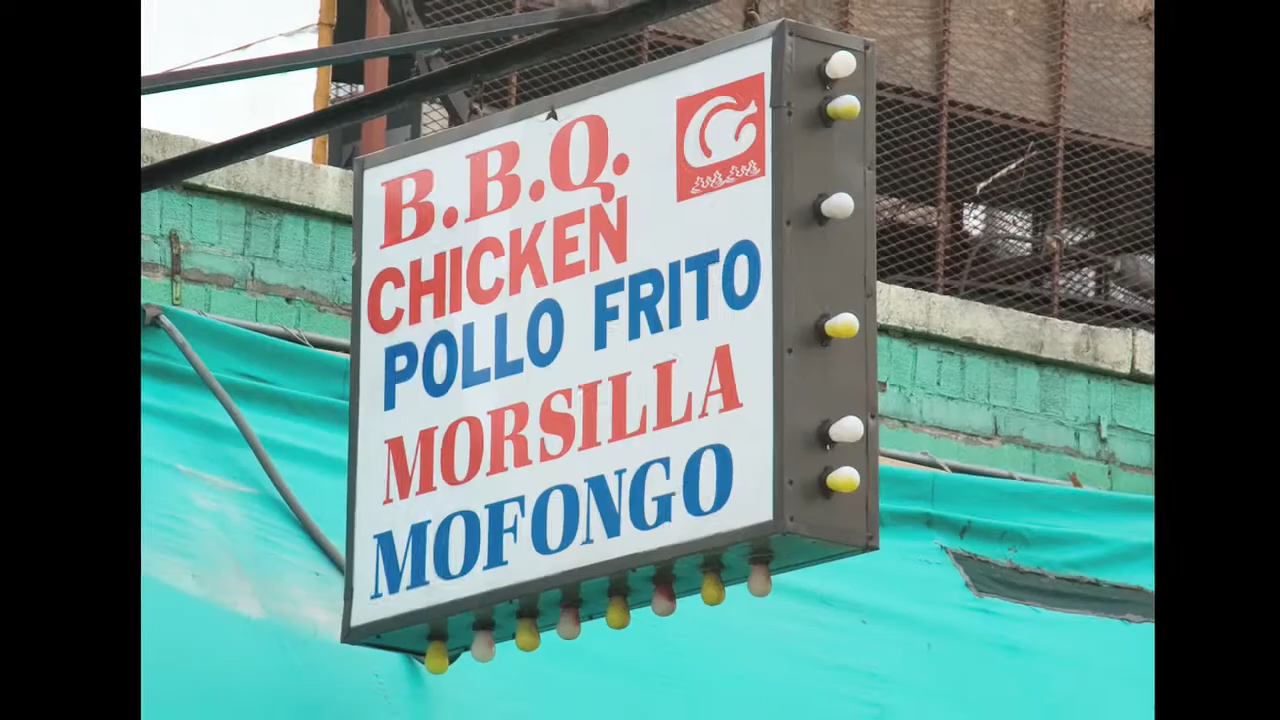 B.B.Q.
CHICKEN
POLLO FRITO
MORSILLA
MOFONGO